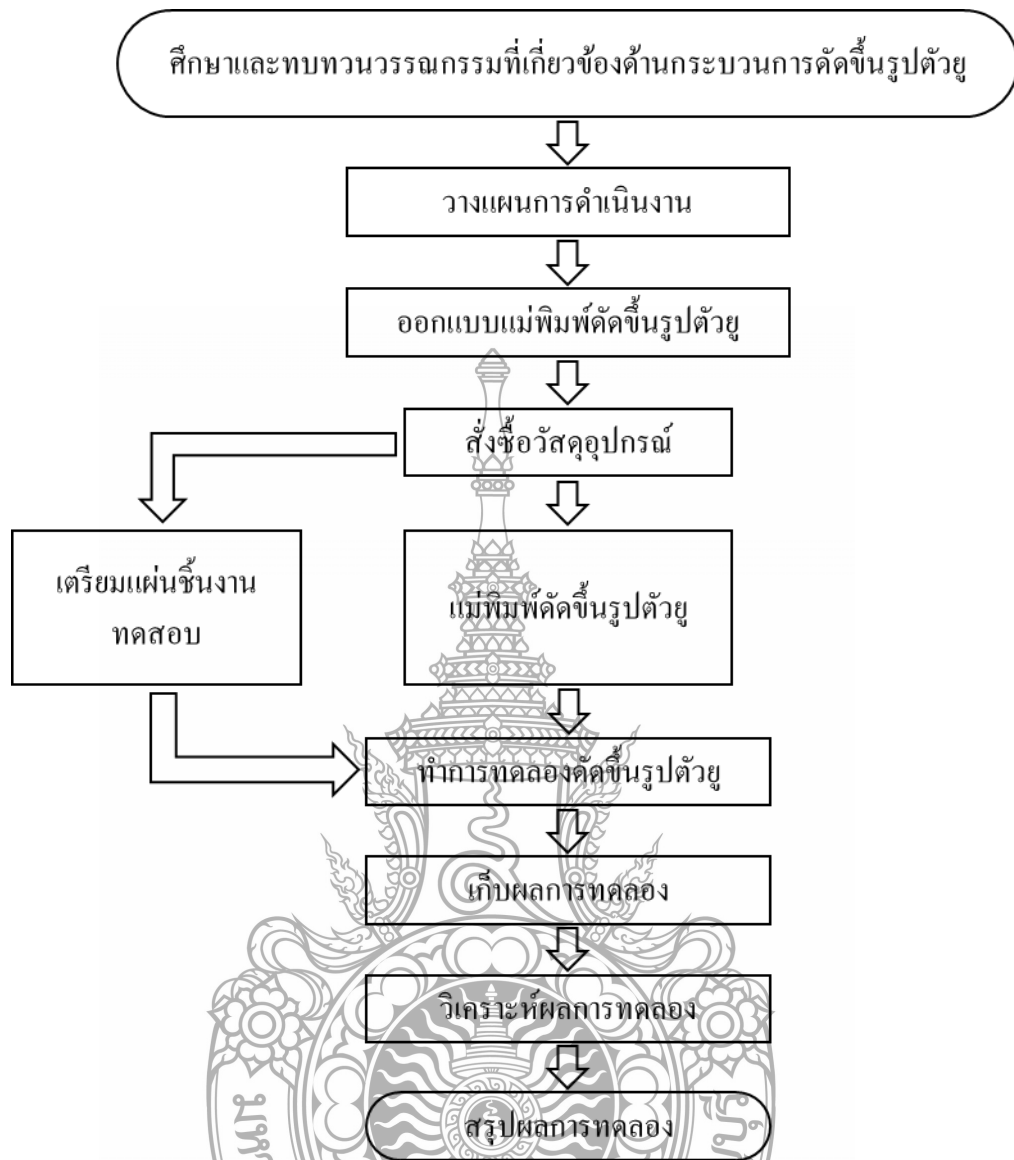 ศึกษาและทบทวนวรรณกรรมที่เกี่ยวข้องด้านกระบวนการดัดขึ้นรูปตัวยู
วางแผนการดำเนินงาน
ออกแบบแม่พิมพ์ดัดขึ้นรูปตัวยู
สั่งซื้อวัสดุอุปกรณ์
เตรียมแผ่นชิ้นงาน
ทดสอบ
แม่พิมพ์ดัดขึ้นรูปตัวยู
ทำการทดลองดัดขึ้นรูปตัวยู
เก็บผลการทดลอง
วิเคราะห์ผลการทดลอง
สรุปผลการทดลอง